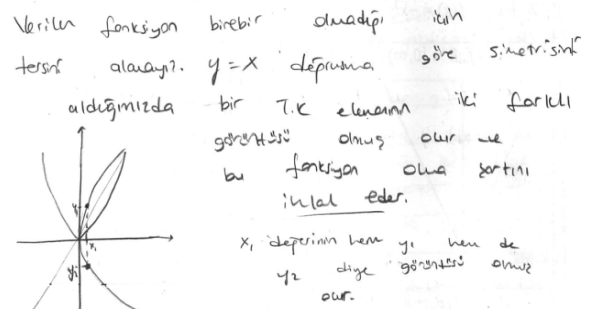 Verilen fonksiyon birebir olmadığı için
tersi alamayız. y=x doğrusuna göre simetrisini
aldığımızda bir T.K elemanın iki farklı
görüntüsü olmuş olur ve
bu fonksiyon olma şartını
ihlal eder.
x₁ değerinin hem y₁ hem de
y₂ diye görüntüsü olmuş
olur.
y₁
x₁